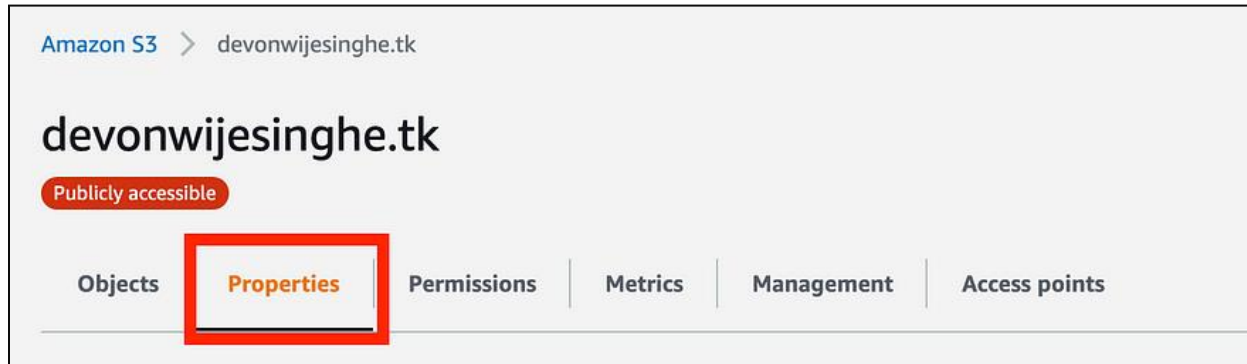 Amazon S3 > devonwijesinghe.tk
devonwijesinghe.tk
Publicly accessible
Objects Properties Permissions Metrics Management Access points